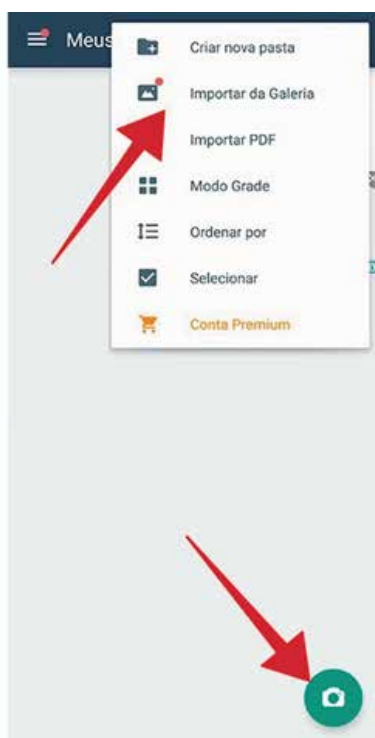 Meus
Criar nova pasta
Importar da Galeria
Importar PDF
Modo Grade
Ordenar por
Selecionar
Conta Premium